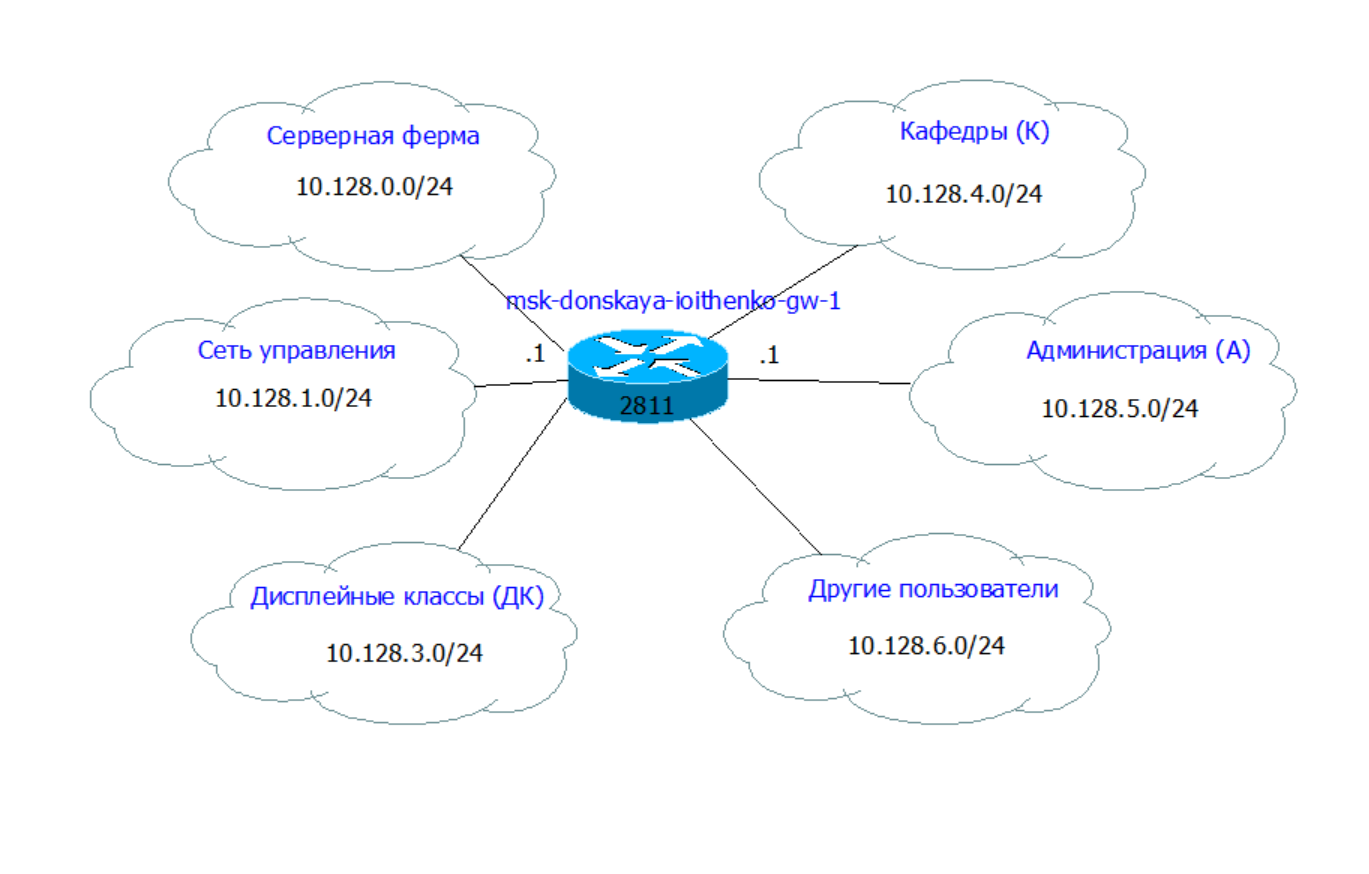 Серверная ферма
10.128.0.0/24
Кафедры (К)
10.128.4.0/24
msk-donskaya-ioithenko-gw-1
Сеть управления
10.128.1.0/24
.1
.1
2811
Администрация (А)
10.128.5.0/24
Дисплейные классы (ДК)
10.128.3.0/24
Другие пользователи
10.128.6.0/24